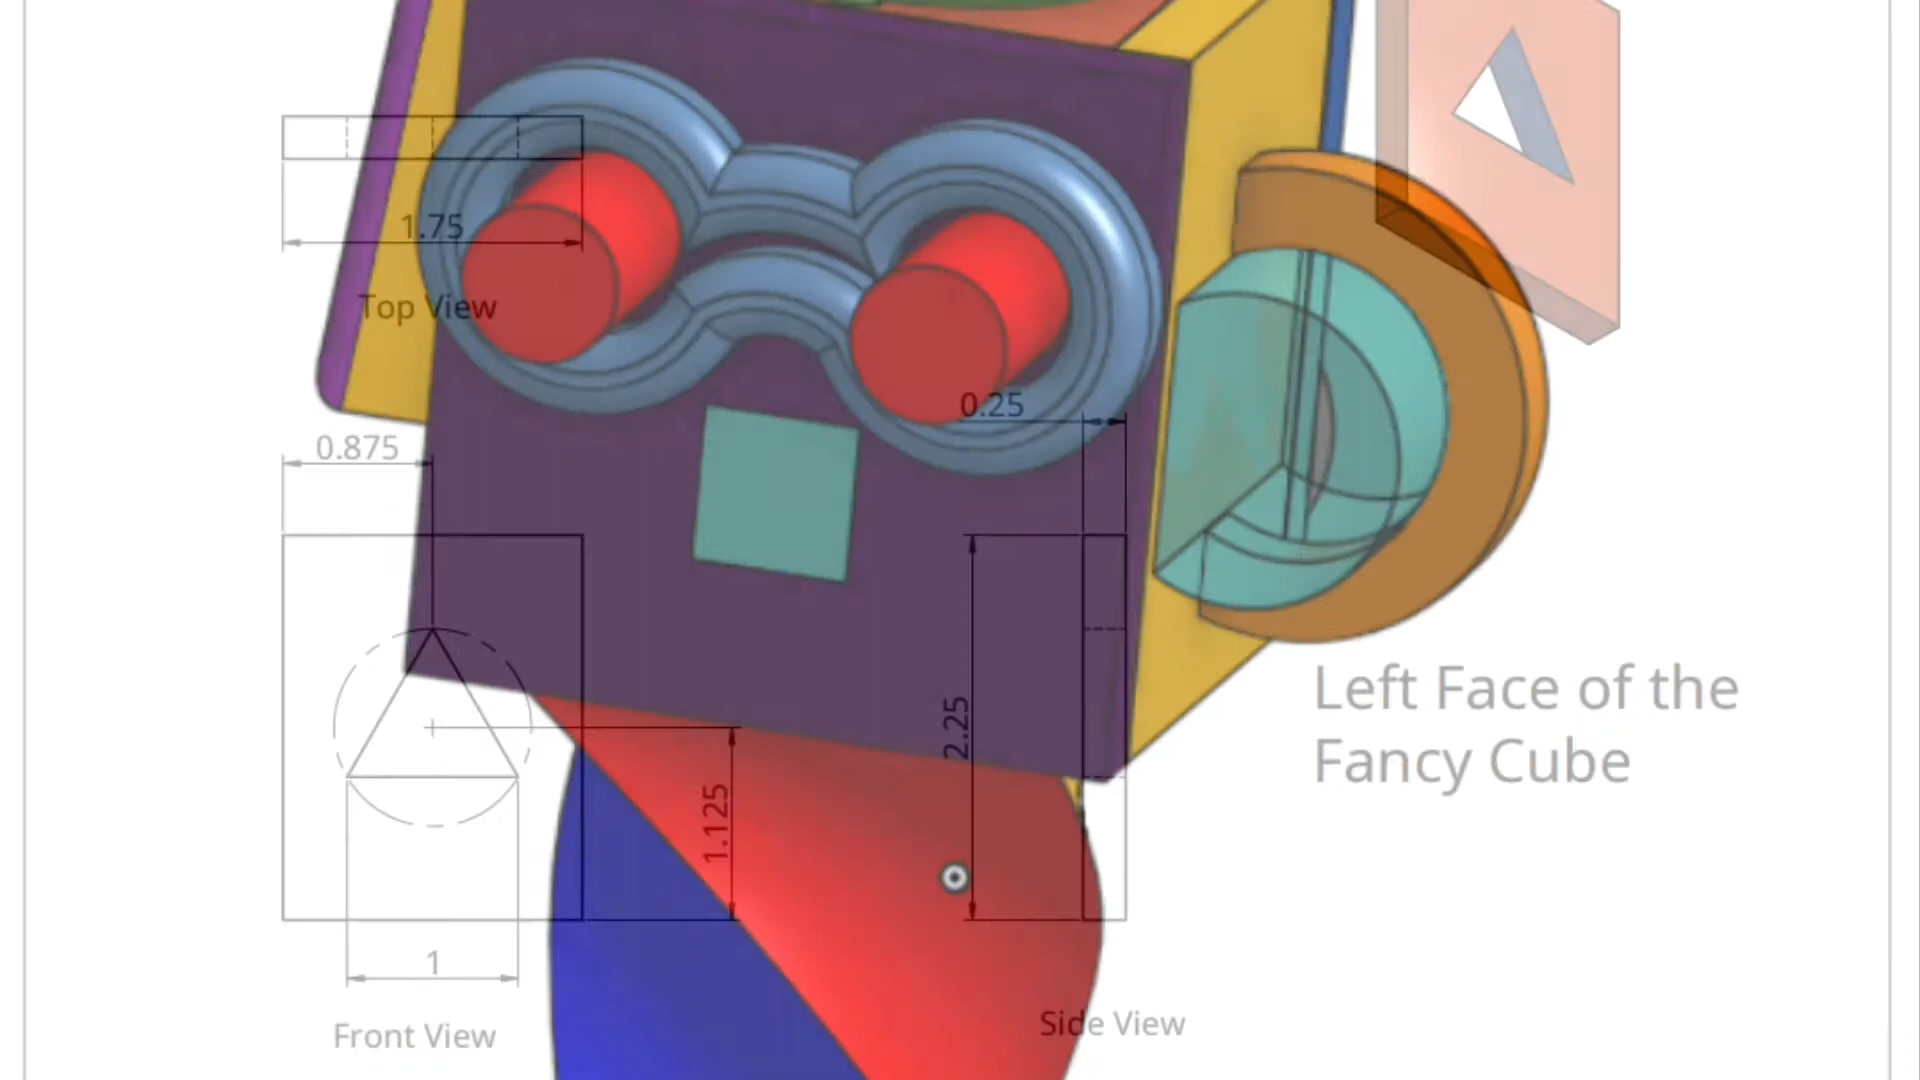 1.75
Top View
0.25
0.875
Left Face of the
Fancy Cube
2.25
1.125
1
Front View
Side View